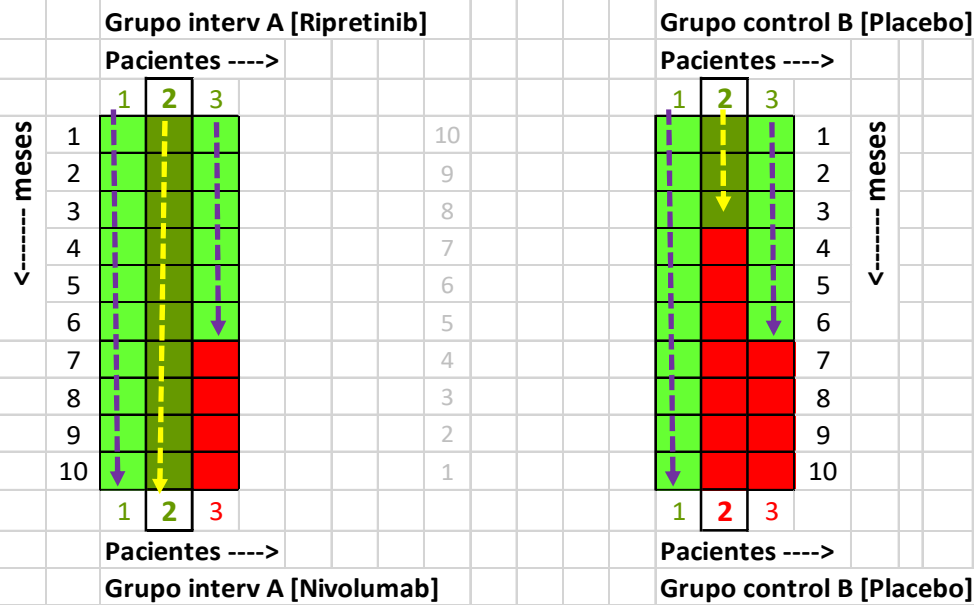 Grupo interv A [Ripretinib] Grupo control B [Placebo]
Pacientes ----> Pacientes ---->
1 2 3 1 2 3
<-------- meses
1 10 1
2 9 2
3 8 3
4 7 4
5 6 5
6 5 6
7 4 7
8 3 8
9 2 9
10 1 10
<-------- meses
1 2 3 1 2 3
Pacientes ----> Pacientes ---->
Grupo interv A [Nivolumab] Grupo control B [Placebo]